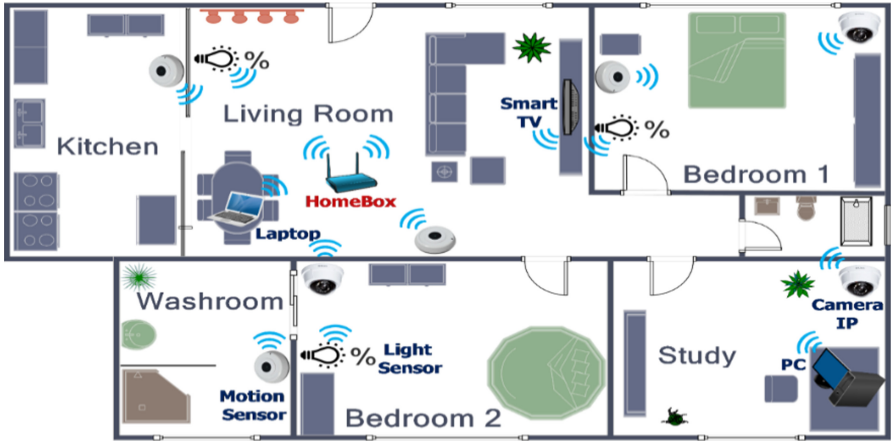 %
Living Room
Kitchen
Smart
TV
%
Bedroom 1
HomeBox
Laptop
Washroom
Camera
IP
% Light
Sensor
Study
PC
Motion
Sensor
Bedroom 2